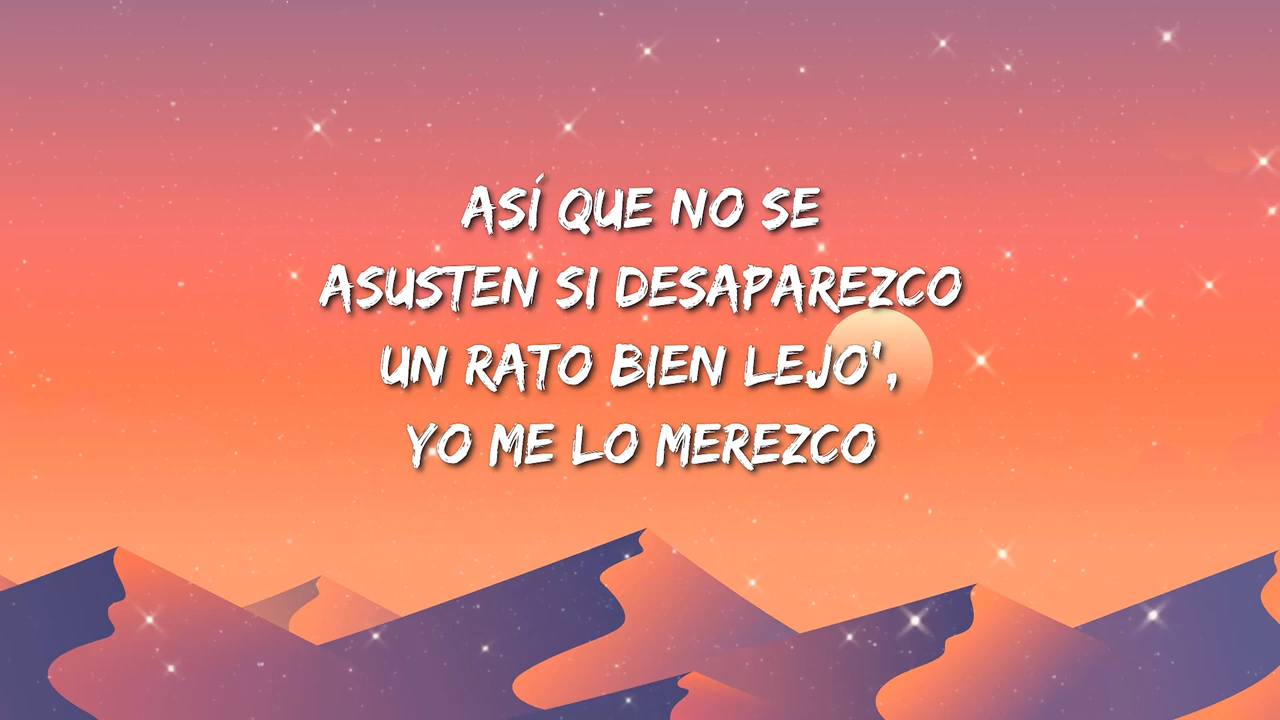 ASÍ QUE NO SE
ASUSTEN SI DESAPAREZCO
UN RATO BIEN LEJO',
YO ME LO MEREZCO